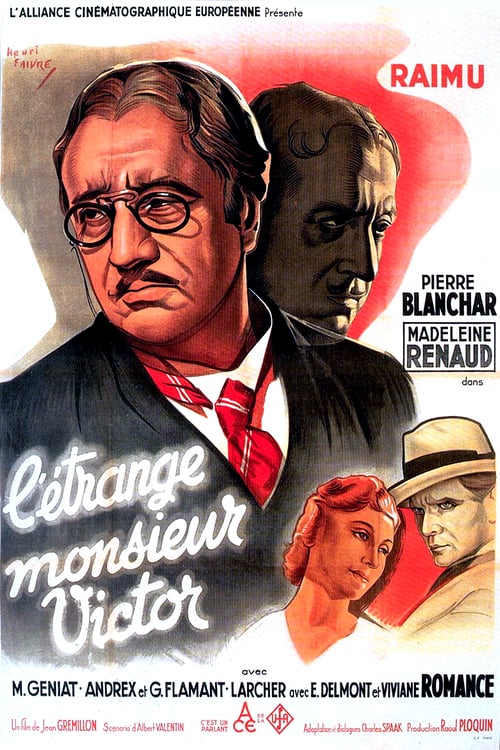 L'ALLIANCE CINÉMATOGRAPHIQUE EUROPÉENNE Présente
Henri
FAIVRE
RAIMU
PIERRE
BLANCHAR
MADELEINE
RENAUD
dans
l'étrange
monsieur
Victor
avec
M. GENIAT - ANDREX et G. FLAMANT - LARCHER avec E. DELMONT et VIVIANE ROMANCE
Un film de Jean GREMILLON Scénario d'Albert VALENTIN C'EST UN PARLANT A.C.E DE LA UFA Adaptation et dialogues Charles SPAAK Production Raoul PLOQUIN